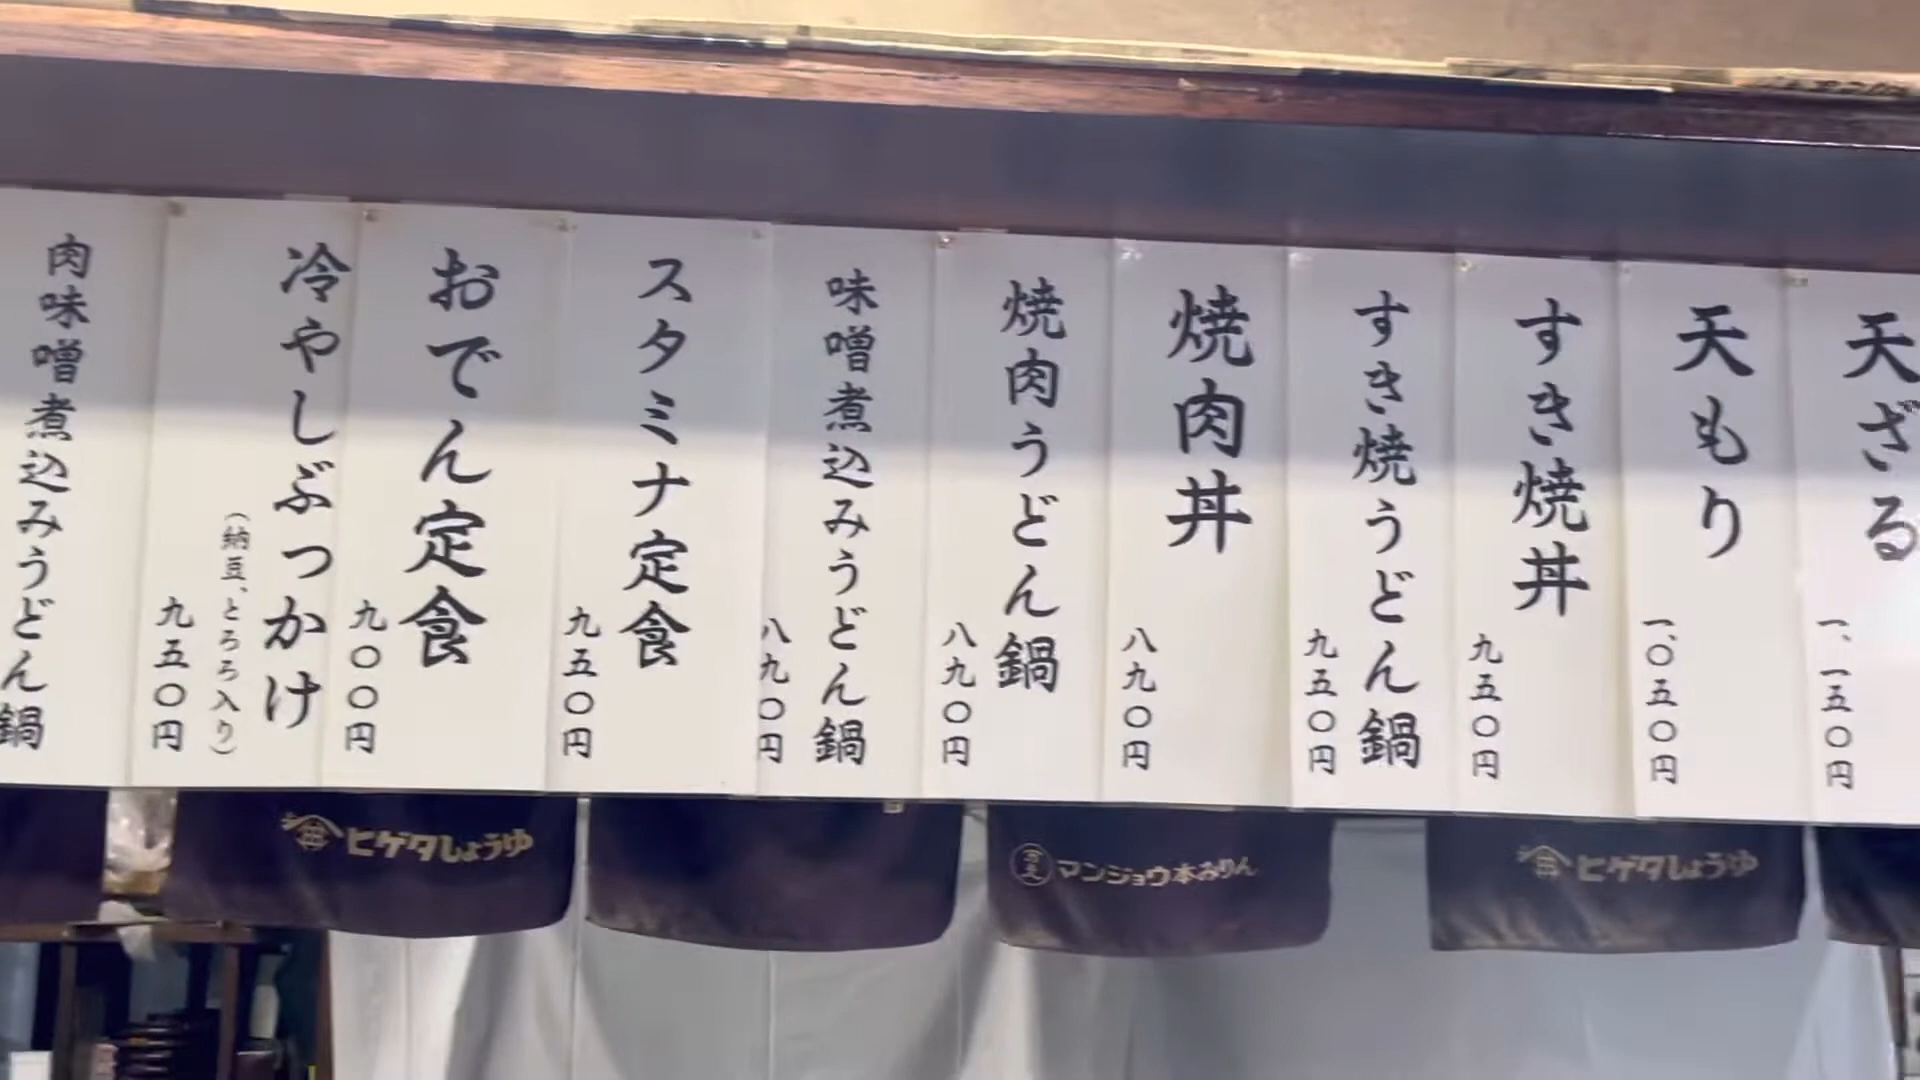 天ざる
一、一五〇円
天もり
一、〇五〇円
すき焼丼
九五〇円
すき焼うどん鍋
九五〇円
焼肉丼
八九〇円
焼肉うどん鍋
八九〇円
味噌煮込みうどん鍋
八九〇円
スタミナ定食
九五〇円
おでん定食
九〇〇円
冷やしぶっかけ
（納豆、とろろ入り）
九五〇円
肉味噌煮込みうどん鍋
ヒゲタしょうゆ
マンジョウ本みりん
ヒゲタしょうゆ